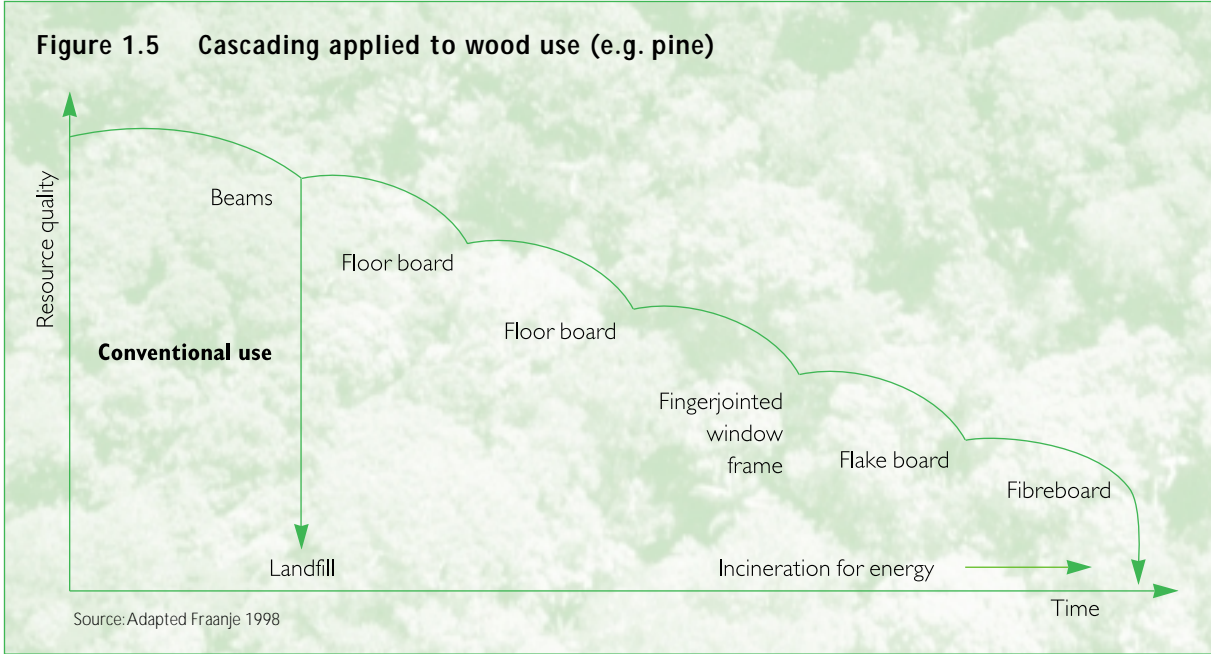 Figure 1.5 Cascading applied to wood use (e.g. pine)
Resource quality
Beams
Floor board
Floor board
Conventional use
Fingerjointed
window
frame
Flake board
Fibreboard
Landfill
Incineration for energy
Time
Source: Adapted Fraanje 1998